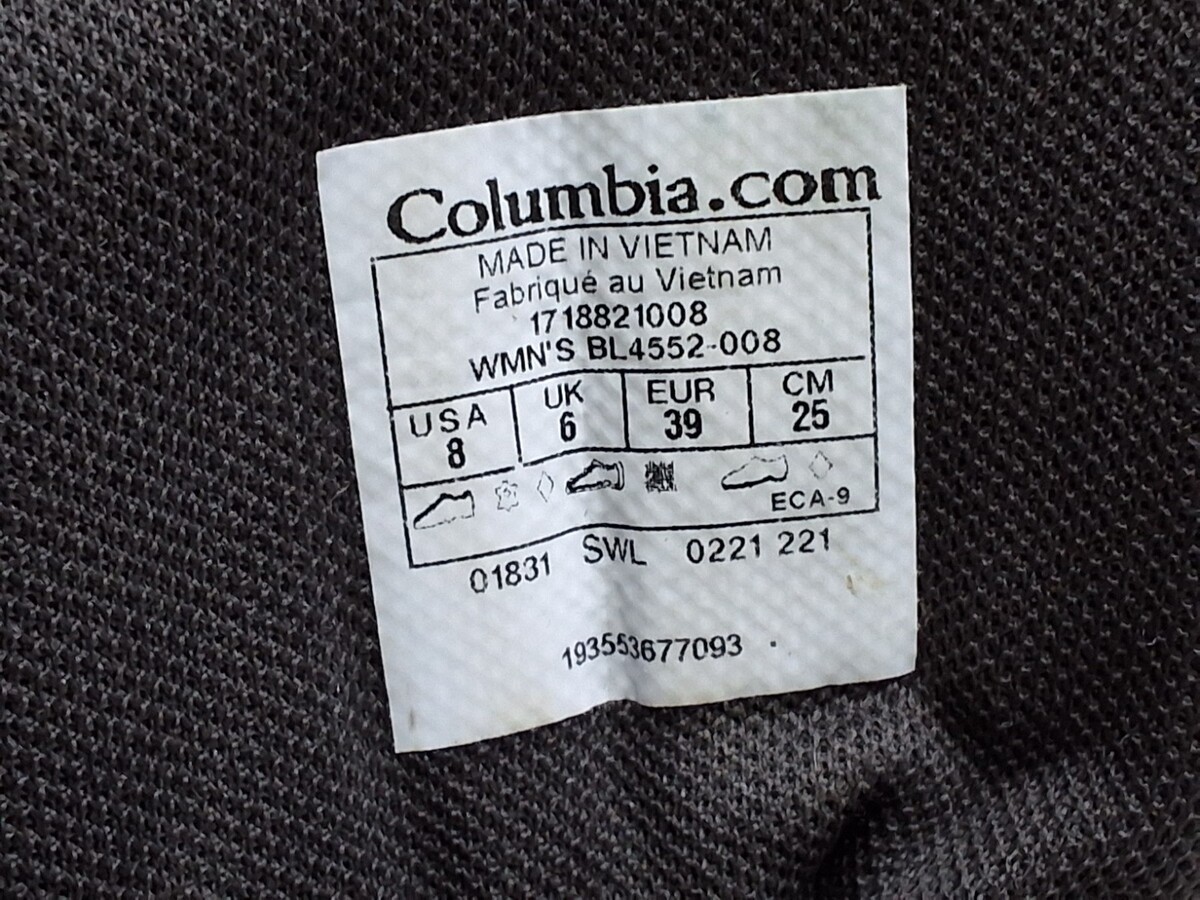 Columbia.com
MADE IN VIETNAM
Fabriqué au Vietnam
1718821008
WMN'S BL4552-008
USA UK EUR CM
8 6 39 25
ECA-9
01831 SWL 0221 221
193553677093